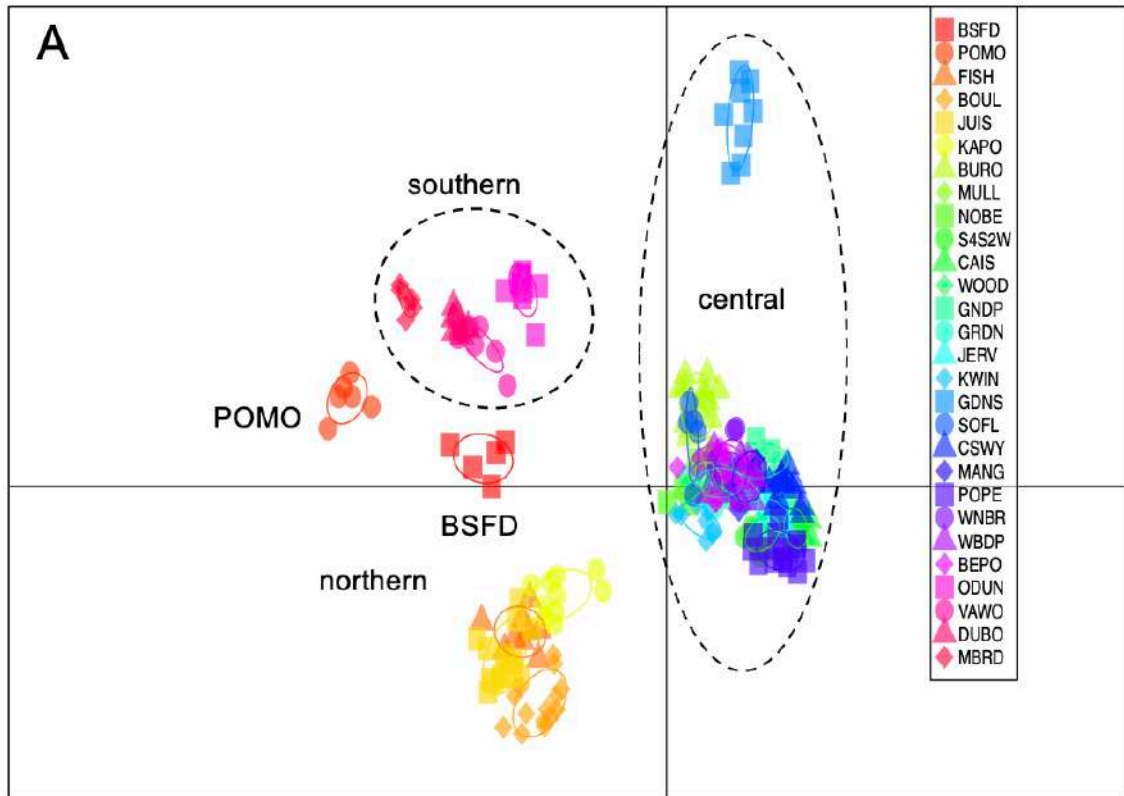 A
southern
central
POMO
BSFD
northern
BSFD
POMO
FISH
BOUL
JUIS
KAPO
BURO
MULL
NOBE
S4S2W
CAIS
WOOD
GNDP
GRDN
JERV
KWIN
GDNS
SOFL
CSWY
MANG
POPE
WNBR
WBDP
BEPO
ODUN
VAWO
DUBO
MBRD